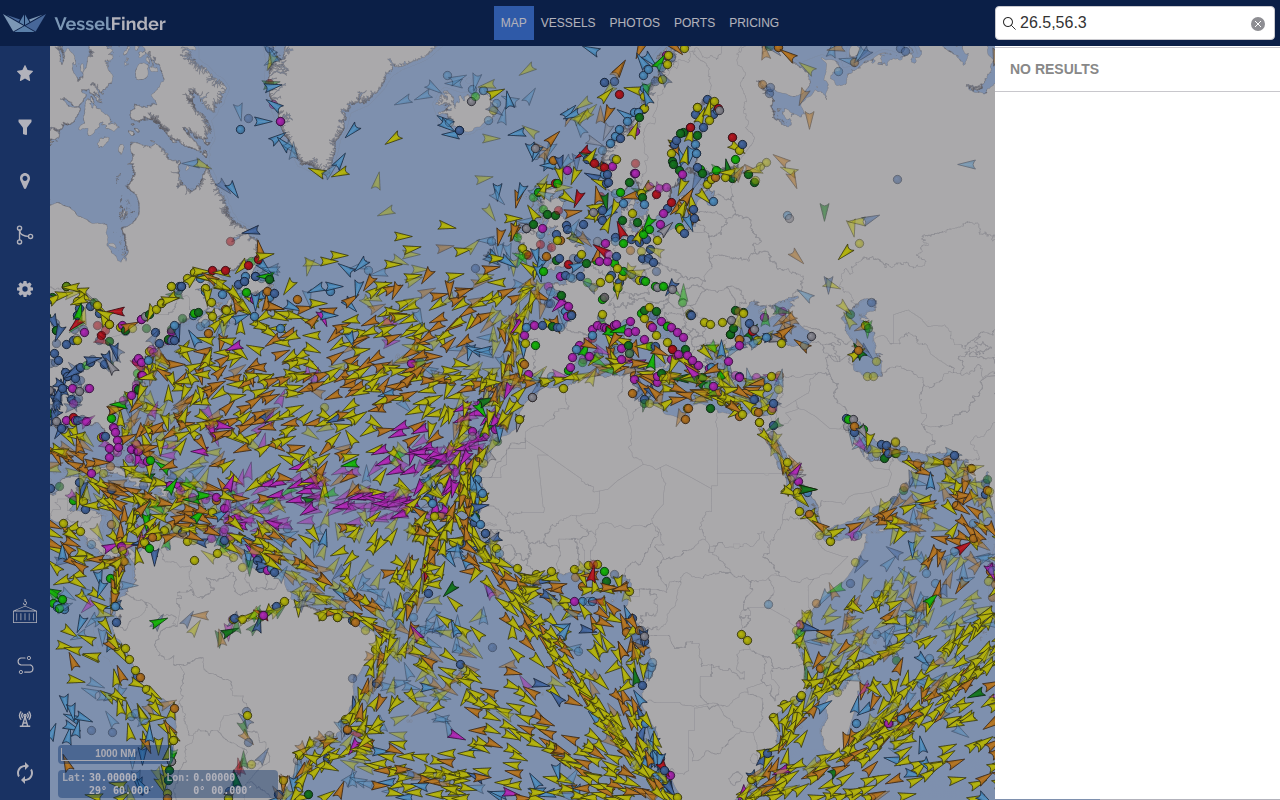 VesselFinder
MAP VESSELS PHOTOS PORTS PRICING
26.5,56.3
NO RESULTS
1000 NM
Lat: 30.00000 Lon: 0.00000
29° 60.000´ 0° 00.000´